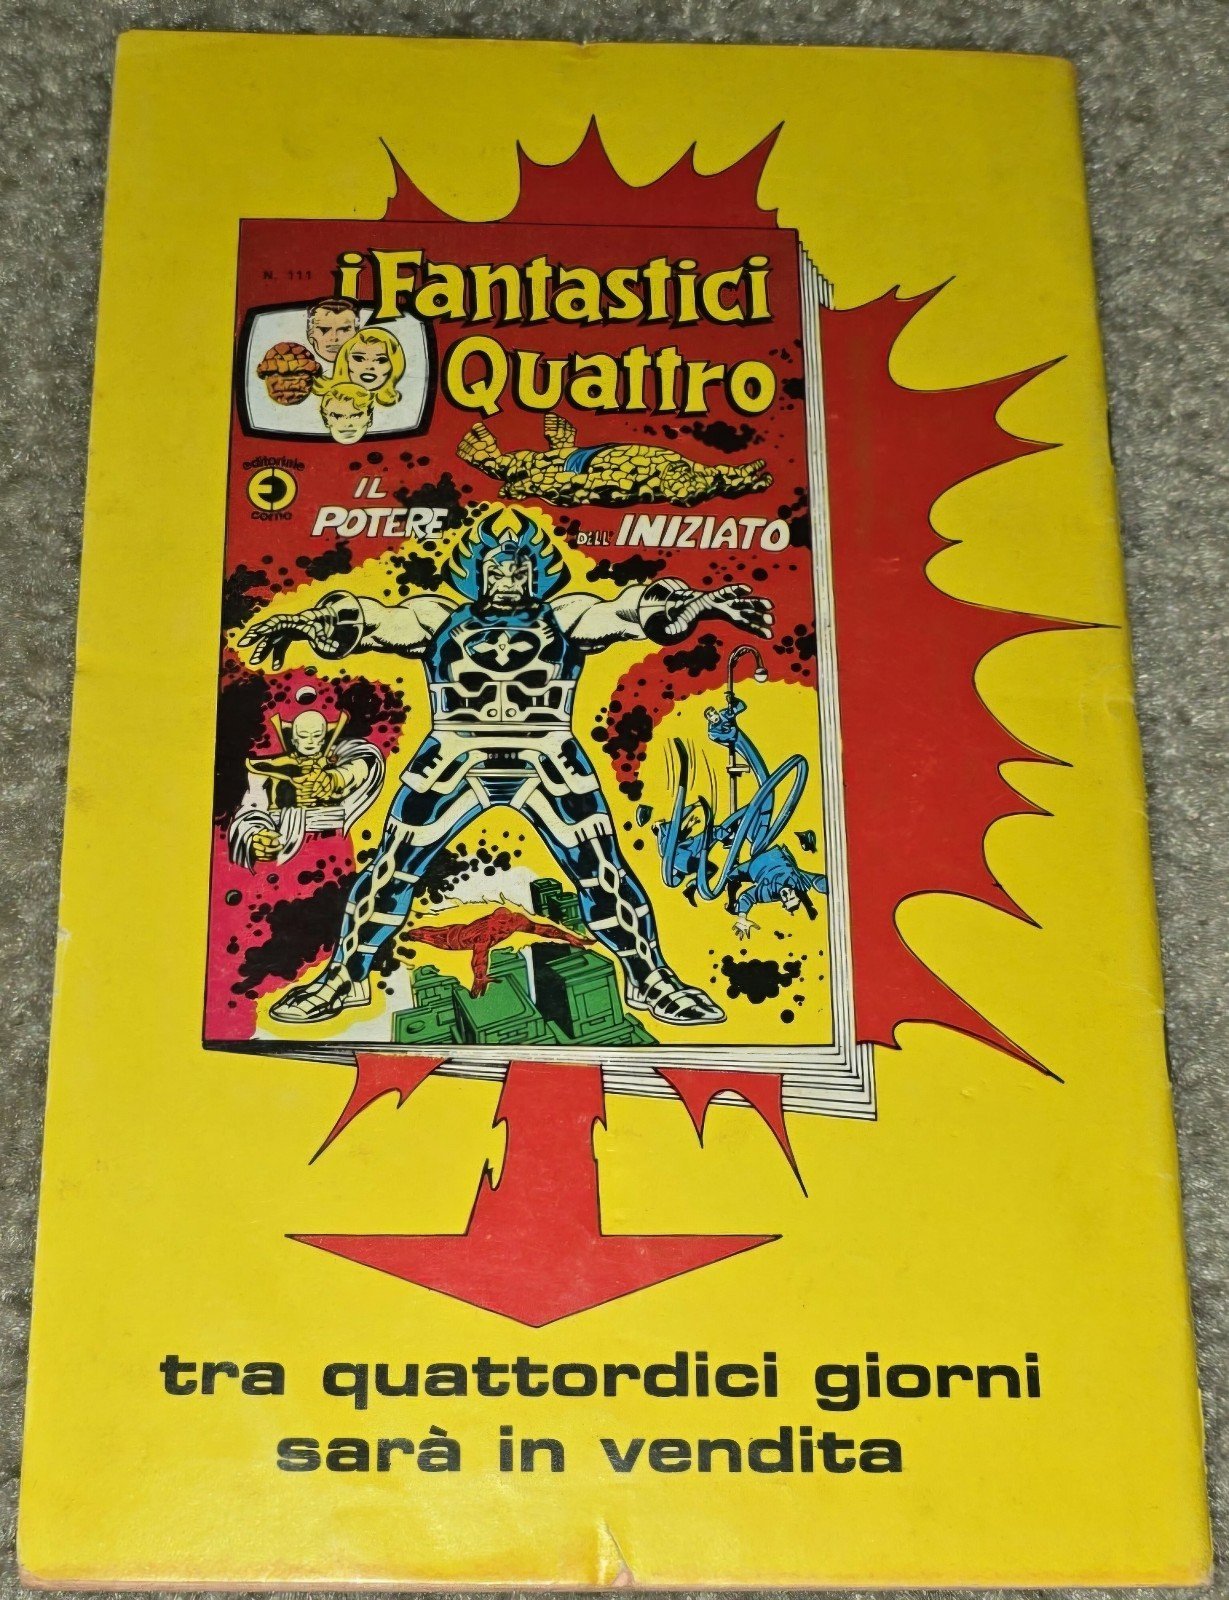 N. 111
i Fantastici
Quattro
editoriale
corno
IL
POTERE
DELL'INIZIATO
tra quattordici giorni
sarà in vendita